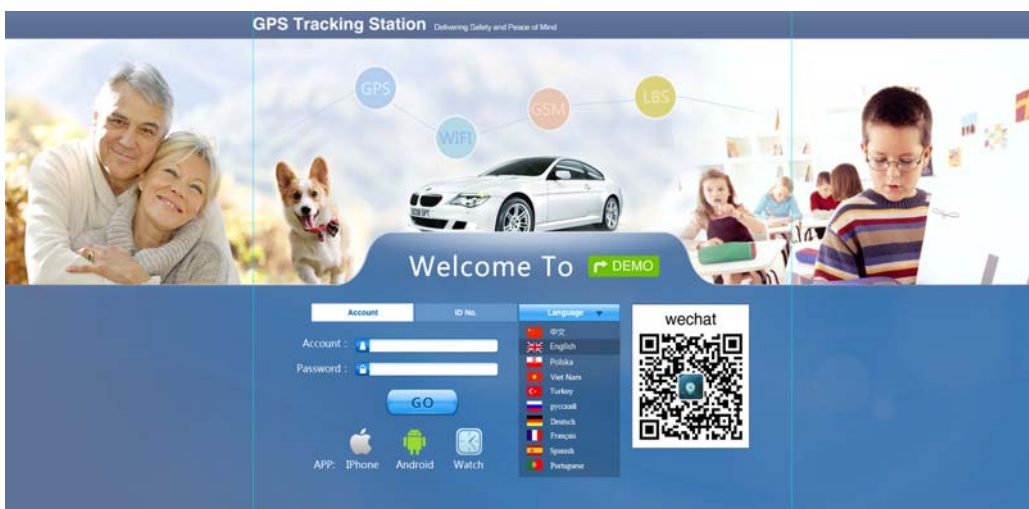 GPS Tracking Station Delivering Safety and Peace of Mind
GPS
WIFI
GSM
LBS
Welcome To DEMO
Account ID No. Language
wechat
中文
English
Polska
Viet Nam
Turkey
русский
Deutsch
Français
Spanish
Portuguese
Account :
Password :
GO
APP: IPhone Android Watch